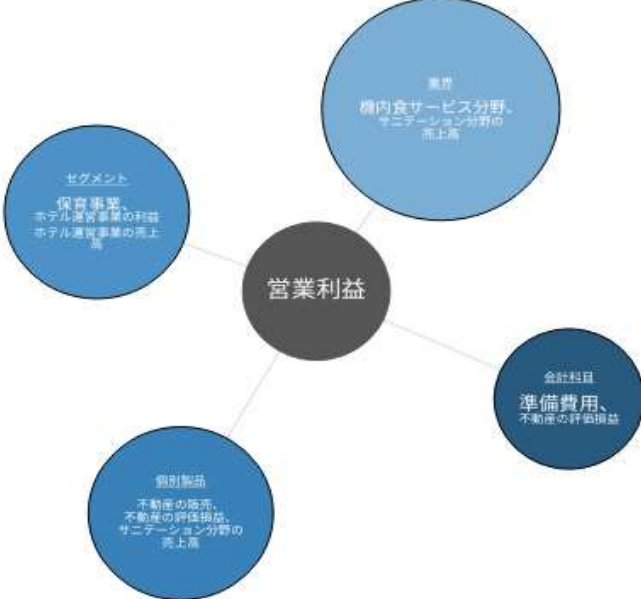 業界
機内食サービス分野、
サニテーション分野の
売上高
セグメント
保育事業、
ホテル運営事業の利益
ホテル運営事業の売上
高
営業利益
会計科目
準備費用、
不動産の評価損益
個別製品
不動産の販売、
不動産の評価損益、
サニテーション分野の
売上高